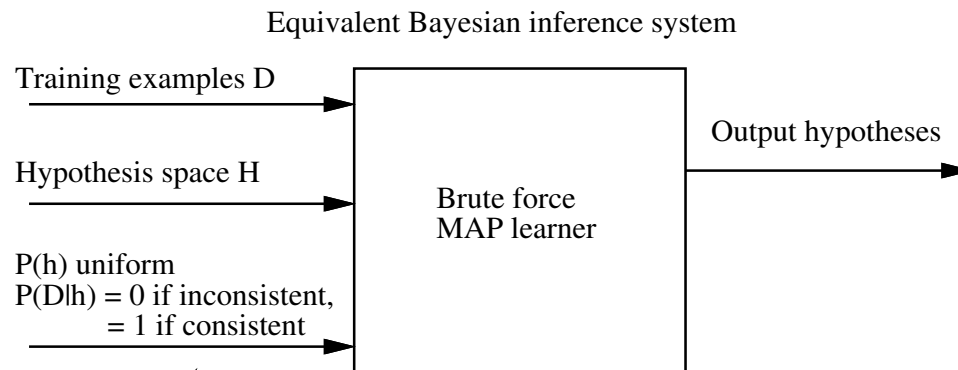 Equivalent Bayesian inference system
Training examples D
Output hypotheses
Hypothesis space H
Brute force
MAP learner
P(h) uniform
P(D|h) = 0 if inconsistent,
= 1 if consistent